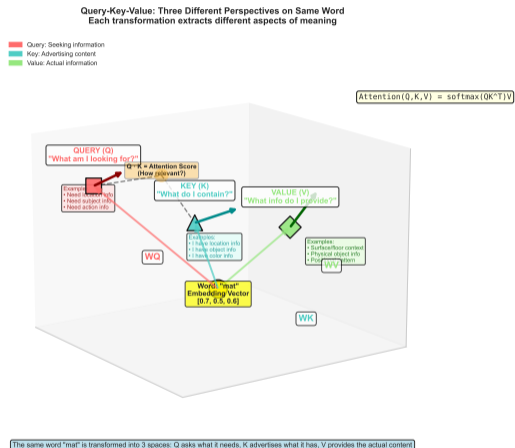 Query-Key-Value: Three Different Perspectives on Same Word
Each transformation extracts different aspects of meaning
Query: Seeking information
Key: Advertising content
Value: Actual information
Attention(Q,K,V) = softmax(QK^T)V
QUERY (Q)
"What am I looking for?"
Q · K = Attention Score
(How relevant?)
KEY (K)
"What do I contain?"
VALUE (V)
"What info do I provide?"
• Need subject info
• Need action info
Examples:
• I have location info
• I have object info
• I have color info
Examples:
• Surface/floor context
• Physical object info
WQ
WV
WK
Word: "mat"
Embedding Vector
[0.7, 0.5, 0.6]
The same word "mat" is transformed into 3 spaces: Q asks what it needs, K advertises what it has, V provides the actual content